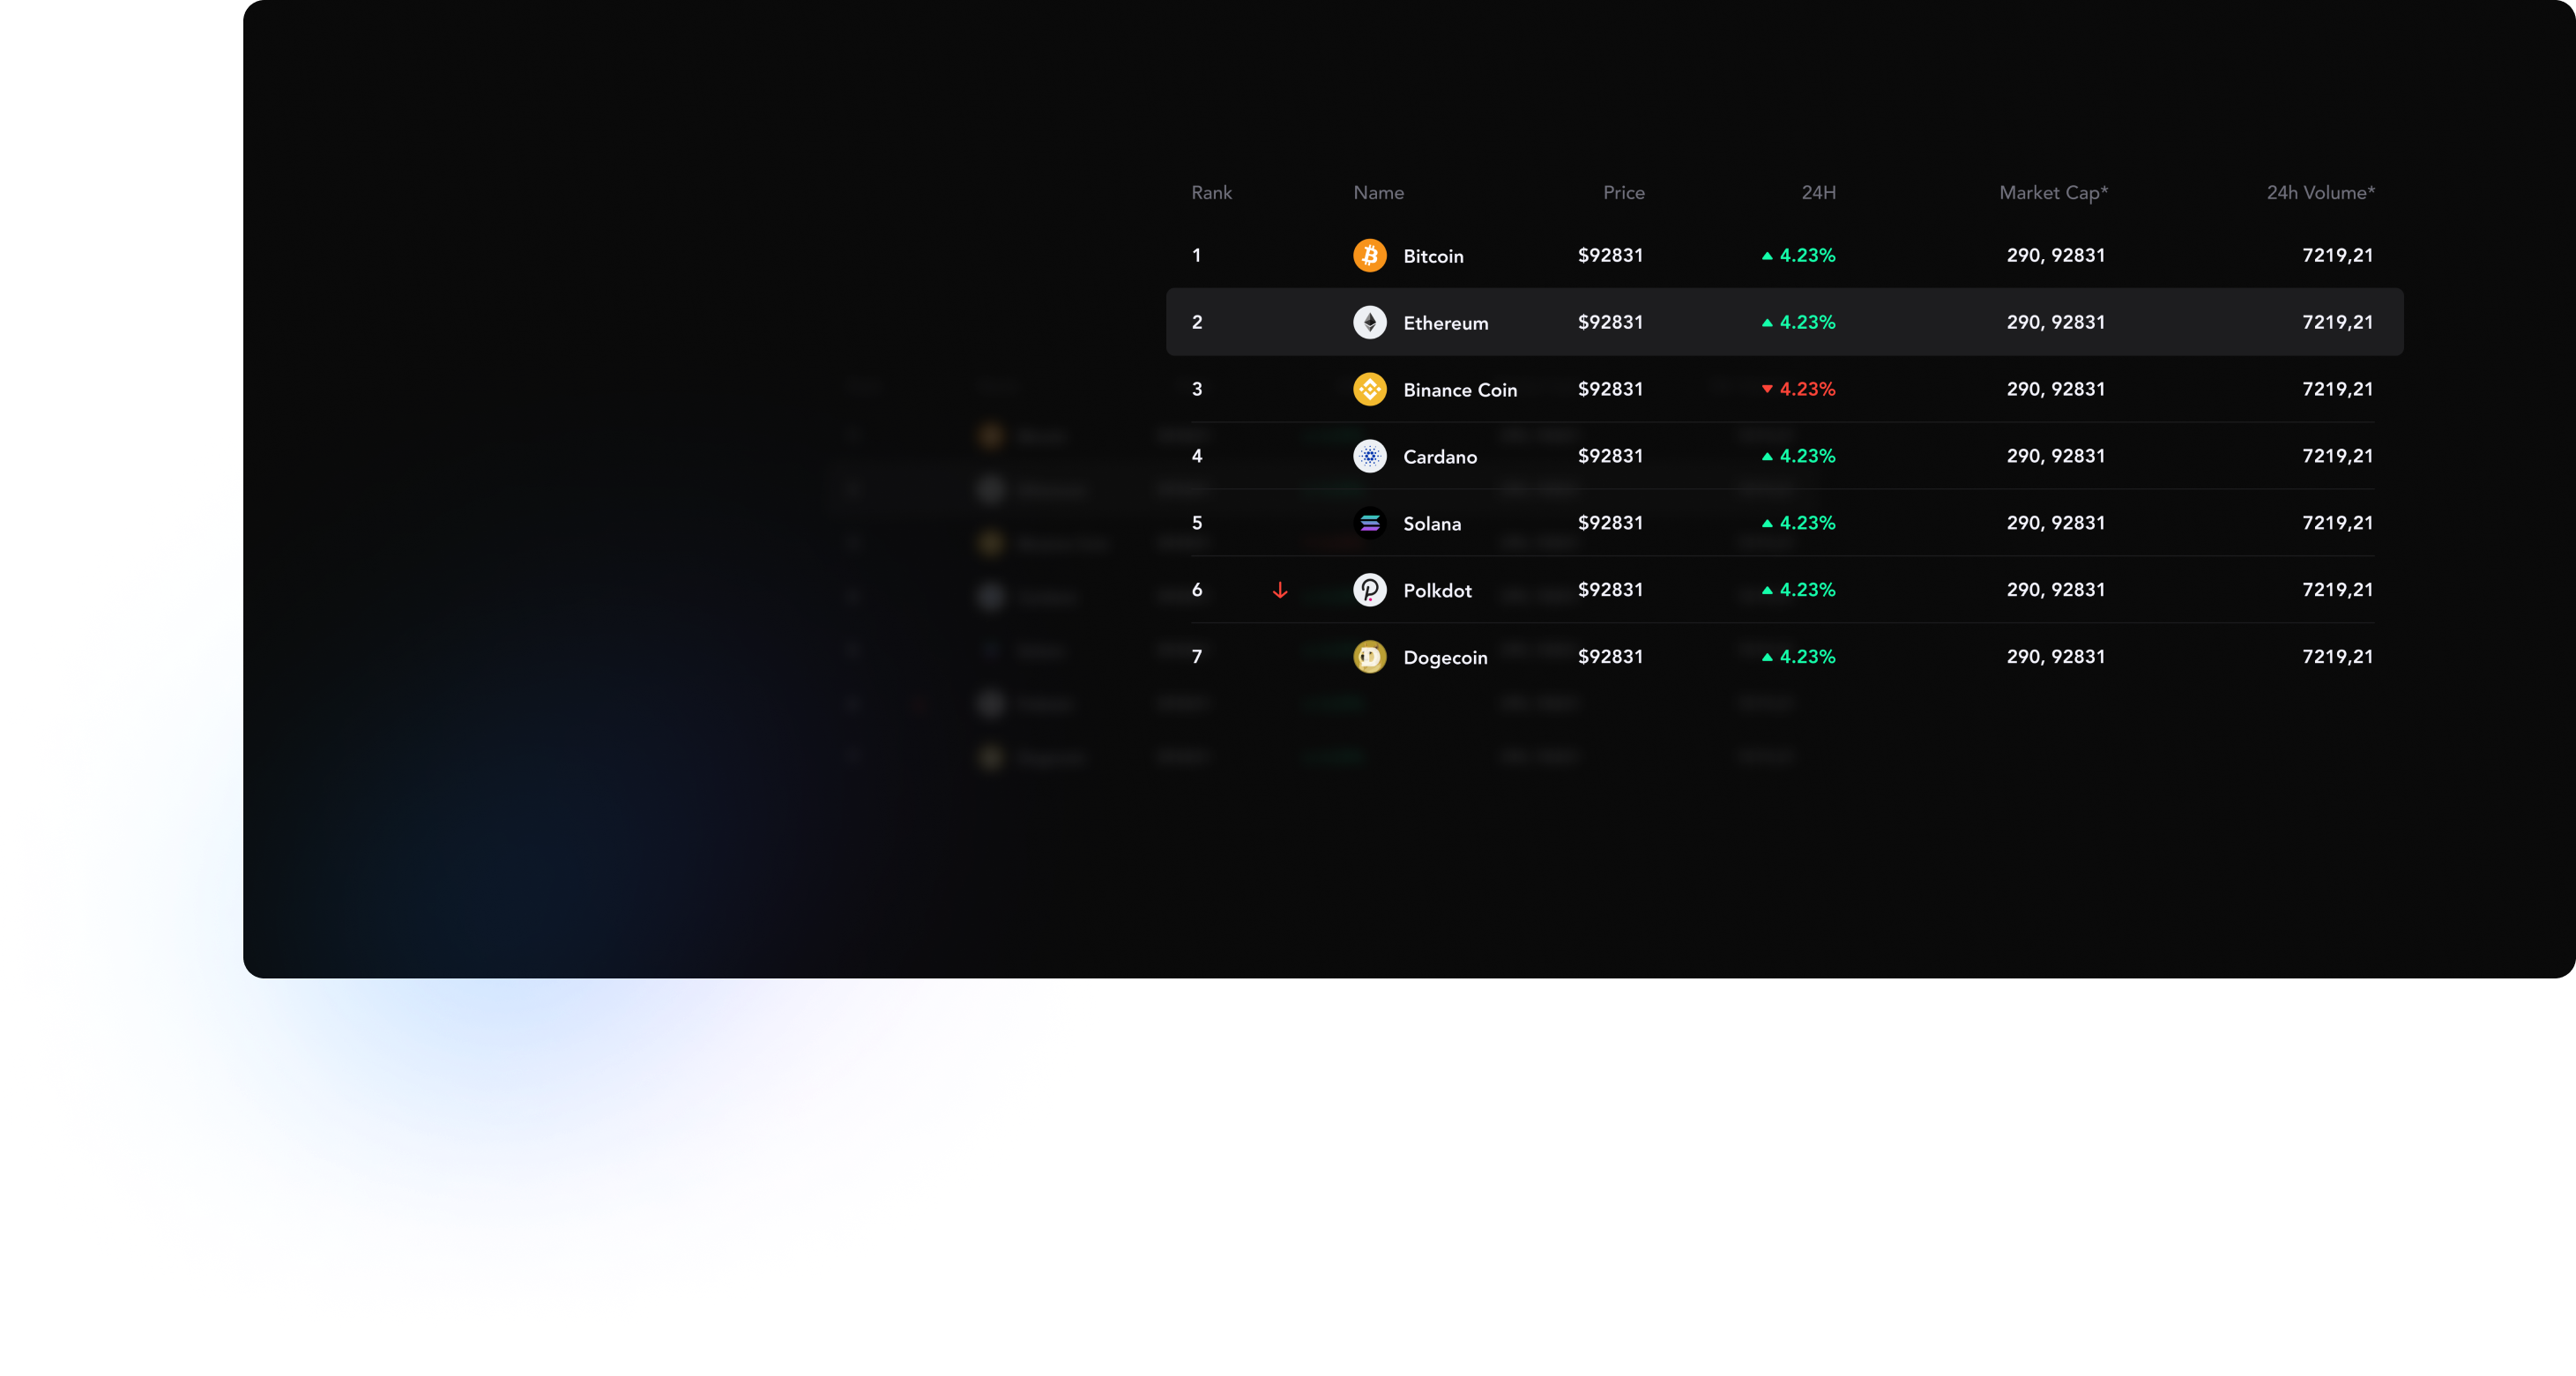 Rank Name Price 24H Market Cap* 24h Volume*
1 Bitcoin $92831 4.23% 290, 92831 7219,21
2 Ethereum $92831 4.23% 290, 92831 7219,21
3 Binance Coin $92831 4.23% 290, 92831 7219,21
4 Cardano $92831 4.23% 290, 92831 7219,21
5 Solana $92831 4.23% 290, 92831 7219,21
6 Polkdot $92831 4.23% 290, 92831 7219,21
7 Dogecoin $92831 4.23% 290, 92831 7219,21